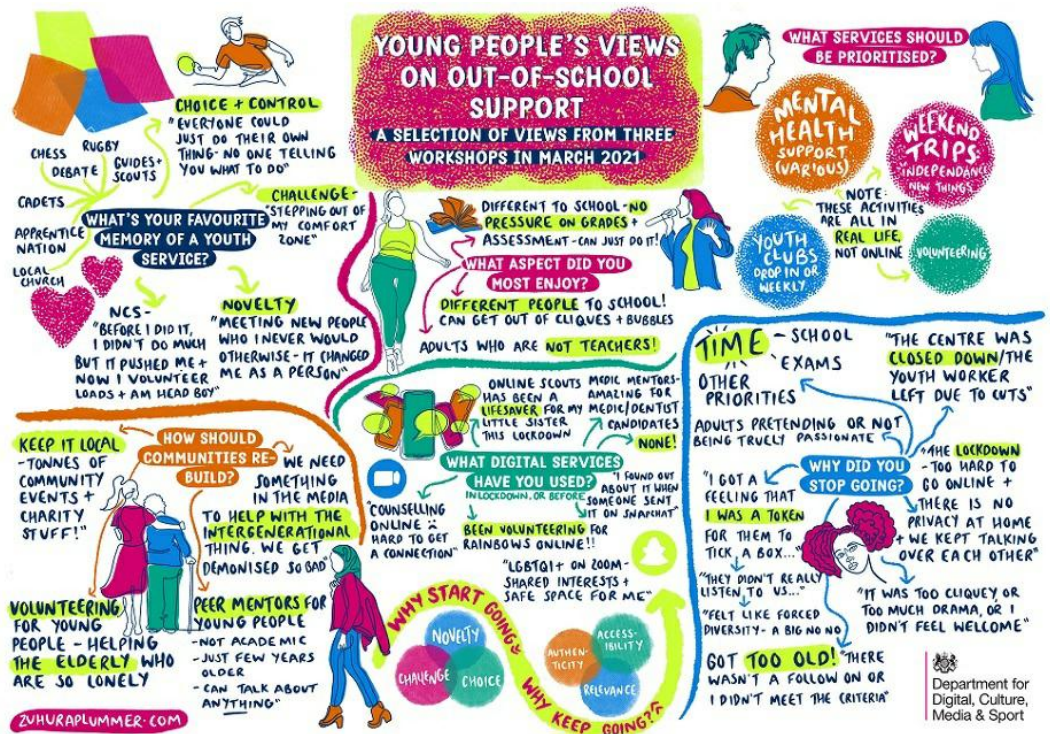 YOUNG PEOPLE'S VIEWS
ON OUT-OF-SCHOOL
SUPPORT
A SELECTION OF VIEWS FROM THREE
WORKSHOPS IN MARCH 2021
WHAT'S YOUR FAVOURITE
MEMORY OF A YOUTH
SERVICE?
CHESS
RUGBY
DEBATE
GUIDES+
SCOUTS
CADETS
APPRENTICE
NATION
LOCAL
CHURCH
CHOICE + CONTROL
"EVERYONE COULD
JUST DO THEIR OWN
THING - NO ONE TELLING
YOU WHAT TO DO"
CHALLENGE -
"STEPPING OUT OF
MY COMFORT
ZONE"
NCS -
"BEFORE I DID IT,
I DIDN'T DO MUCH
BUT IT PUSHED ME +
NOW I VOLUNTEER
LOADS + AM HEAD BOY"
NOVELTY
"MEETING NEW PEOPLE
WHO I NEVER WOULD
OTHERWISE - IT CHANGED
ME AS A PERSON"
WHAT ASPECT DID YOU
MOST ENJOY?
DIFFERENT TO SCHOOL - NO
PRESSURE ON GRADES +
ASSESSMENT - CAN JUST DO IT!
DIFFERENT PEOPLE TO SCHOOL!
CAN GET OUT OF CLIQUES + BUBBLES
ADULTS WHO ARE NOT TEACHERS!
WHAT SERVICES SHOULD
BE PRIORITISED?
MENTAL
HEALTH
SUPPORT
(VARIOUS)
WEEKEND
TRIPS:
INDEPENDANCE
NEW THINGS
NOTE:
THESE ACTIVITIES
ARE ALL IN
REAL LIFE,
NOT ONLINE
YOUTH
CLUBS
DROP IN OR
WEEKLY
VOLUNTEERING
HOW SHOULD
COMMUNITIES RE-
BUILD?
KEEP IT LOCAL
- TONNES OF
COMMUNITY
EVENTS +
CHARITY
STUFF!"
WE NEED
SOMETHING
IN THE MEDIA
TO HELP WITH THE
INTERGENERATIONAL
THING. WE GET
DEMONISED SO BAD"
VOLUNTEERING
FOR YOUNG
PEOPLE - HELPING
THE ELDERLY WHO
ARE SO LONELY
PEER MENTORS FOR
YOUNG PEOPLE
- NOT ACADEMIC
- JUST FEW YEARS
OLDER
- CAN TALK ABOUT
ANYTHING"
WHAT DIGITAL SERVICES
HAVE YOU USED?
IN LOCKDOWN, OR BEFORE
ONLINE SCOUTS
HAS BEEN A
LIFESAVER FOR MY
LITTLE SISTER
THIS LOCKDOWN
MEDIC MENTORS-
AMAZING FOR
MEDIC/DENTIST
CANDIDATES
NONE!
"I FOUND OUT
ABOUT IT WHEN
SOMEONE SENT
IT ON SNAPCHAT"
"COUNSELLING
ONLINE
HARD TO GET
A CONNECTION"
BEEN VOLUNTEERING FOR
RAINBOWS ONLINE!!
"LGBTQI+ ON ZOOM-
SHARED INTERESTS +
SAFE SPACE FOR ME"
WHY START GOING?
NOVELTY
CHALLENGE
CHOICE
WHY KEEP GOING?
AUTHEN-
TICITY
ACCESS-
IBILITY
RELEVANCE
WHY DID YOU
STOP GOING?
TIME - SCHOOL
EXAMS
OTHER
PRIORITIES
"THE CENTRE WAS
CLOSED DOWN/THE
YOUTH WORKER
LEFT DUE TO CUTS"
ADULTS PRETENDING OR NOT
BEING TRUELY PASSIONATE
"THE LOCKDOWN
- TOO HARD TO
GO ONLINE +
THERE IS NO
PRIVACY AT HOME
+ WE KEPT TALKING
OVER EACH OTHER"
"I GOT A
FEELING THAT
I WAS A TOKEN
FOR THEM TO
TICK A BOX..."
"THEY DIDN'T REALLY
LISTEN TO US..."
"FELT LIKE FORCED
DIVERSITY - A BIG NO NO
"IT WAS TOO CLIQUEY, OR
TOO MUCH DRAMA, OR I
DIDN'T FEEL WELCOME"
GOT TOO OLD! "THERE
WASN'T A FOLLOW ON OR
I DIDN'T MEET THE CRITERIA"
ZUHURAPLUMMER.COM
Department for
Digital, Culture,
Media & Sport